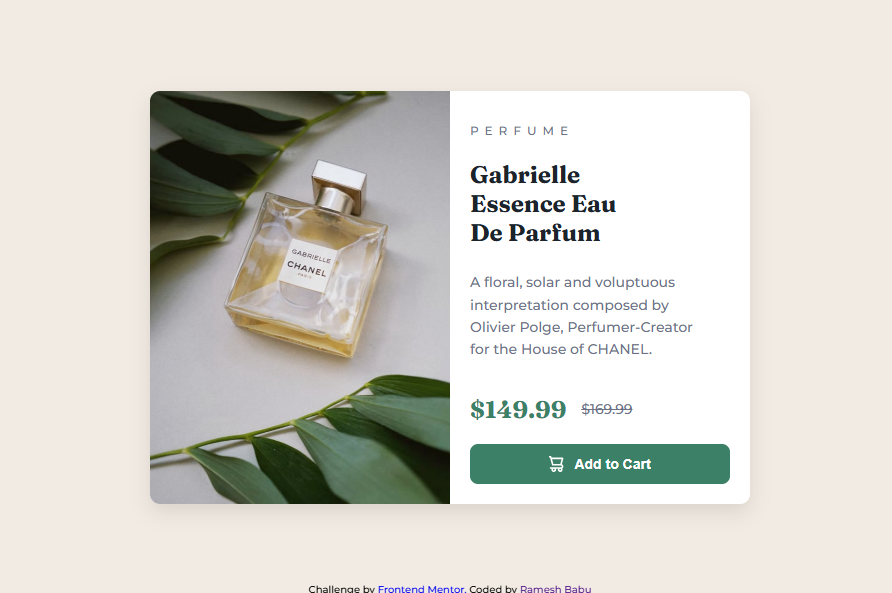 GABRIELLE
CHANEL
PARIS
PERFUME
Gabrielle
Essence Eau
De Parfum
A floral, solar and voluptuous
interpretation composed by
Olivier Polge, Perfumer-Creator
for the House of CHANEL.
$149.99 $169.99
Add to Cart
Challenge by Frontend Mentor. Coded by Ramesh Babu